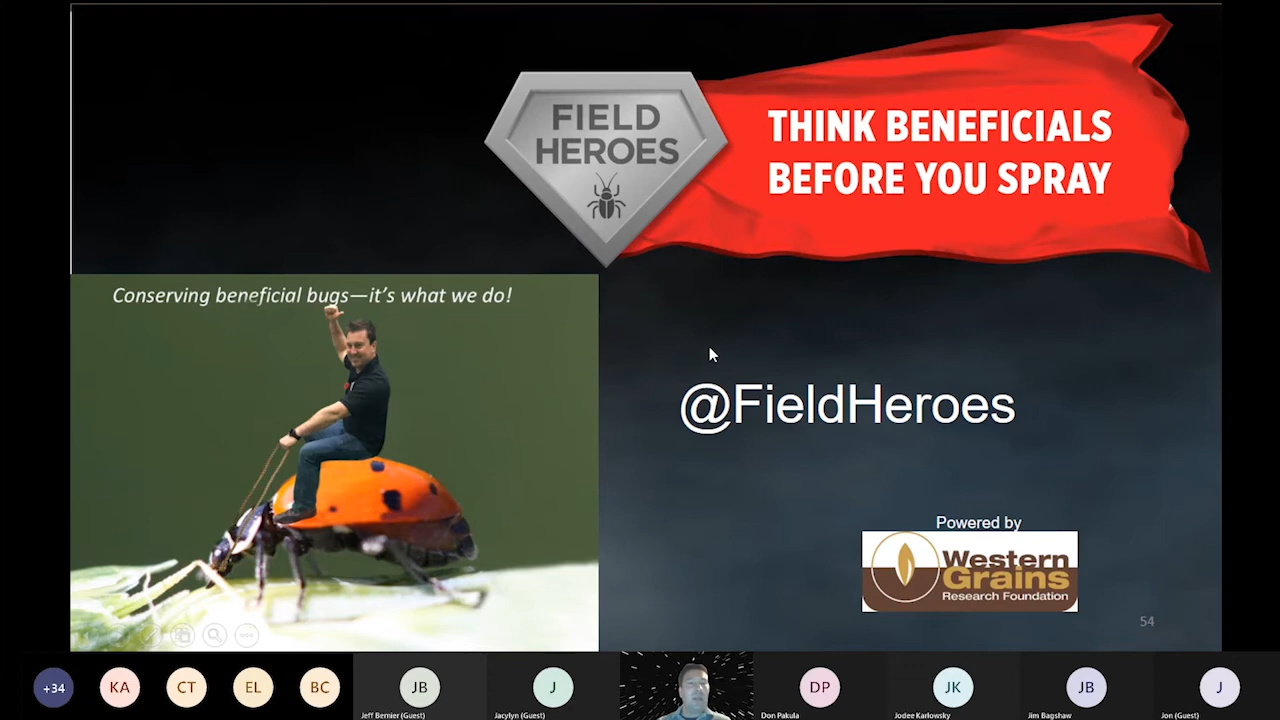 FIELD
HEROES
THINK BENEFICIALS
BEFORE YOU SPRAY
Conserving beneficial bugs—it's what we do!
@FieldHeroes
Powered by
Western
Grains
Research Foundation
54
+34
KA
CT
EL
BC
JB
J
DP
JK
JB
J
Jeff Bernier (Guest)
Jacylyn (Guest)
Don Pakula
Jodee Karlowsky
Jim Bagshaw
Jon (Guest)